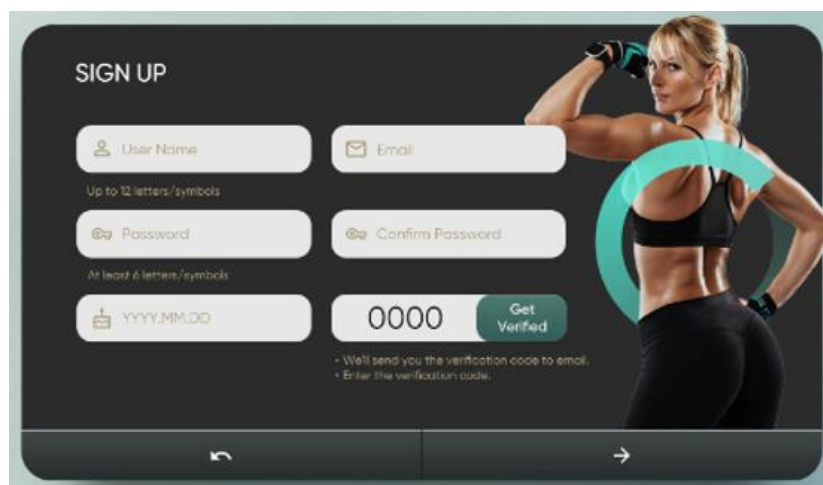 SIGN UP
User Name
Email
Up to 12 letters/symbols
Password
Confirm Password
At least 6 letters/symbols
YYYY.MM.DD
0000
Get
Verified
• We'll send you the verification code to email.
• Enter the verification code.